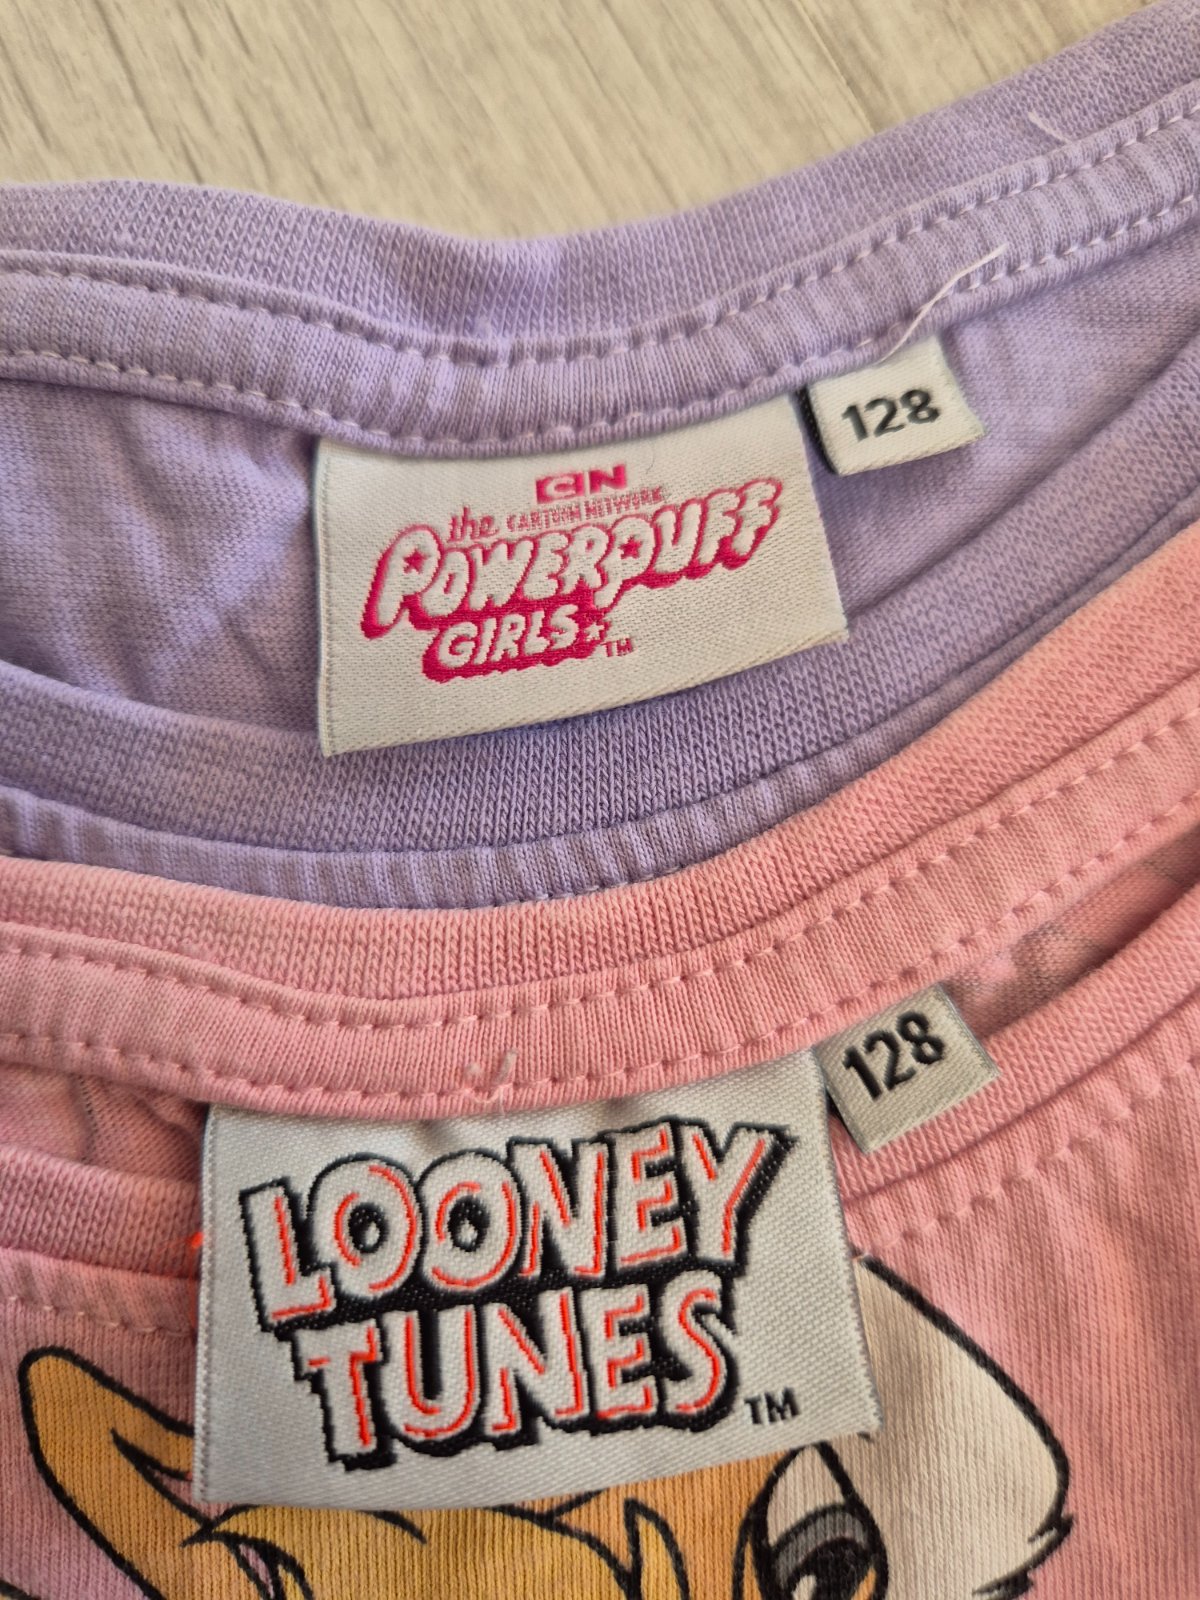 128
CN
CARTOON NETWORK
the
POWERPUFF
GIRLS
TM
128
LOONEY
TUNES
TM